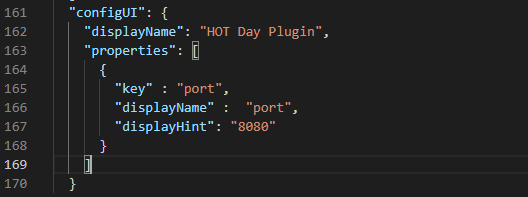 161 "configUI": {
162 "displayName": "HOT Day Plugin",
163 "properties": [
164 {
165 "key" : "port",
166 "displayName" :  "port",
167 "displayHint": "8080"
168 }
169 ]
170 }